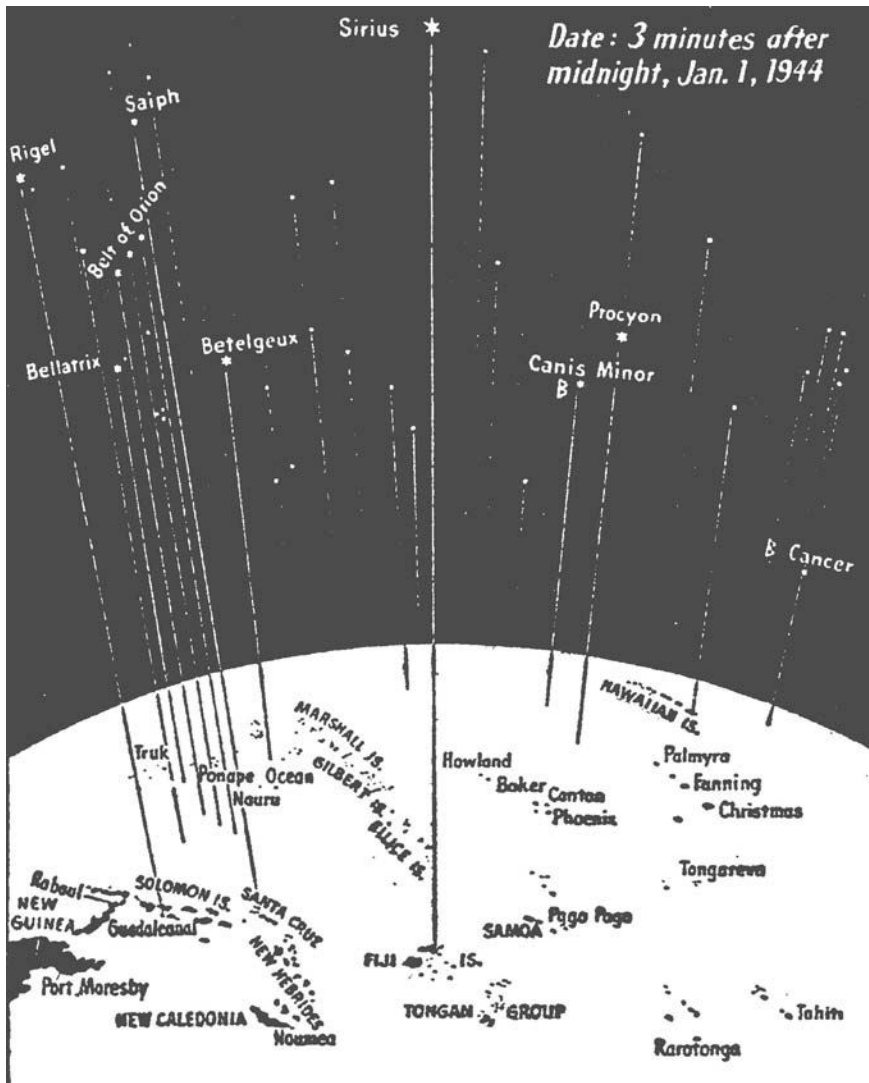 Sirius
Date: 3 minutes after
midnight, Jan. 1, 1944
Saiph
Rigel
Belt of Orion
Procyon
Bellatrix
Betelgeux
Canis Minor
B
B Cancer
HAWAIIAN IS.
MARSHALL IS.
Truk
Ponape Ocean
Nauru
GILBERT IS.
ELLICE IS.
Howland
Baker
Canton
Phoenix
Palmyra
Fanning
Christmas
Tongareva
Rabaul
NEW
GUINEA
SOLOMON IS.
Guadalcanal
SANTA CRUZ
NEW HEBRIDES
SAMOA
Pago Pago
FIJI IS.
Port Moresby
NEW CALEDONIA
Noumea
TONGAN GROUP
Rarotonga
Tahiti